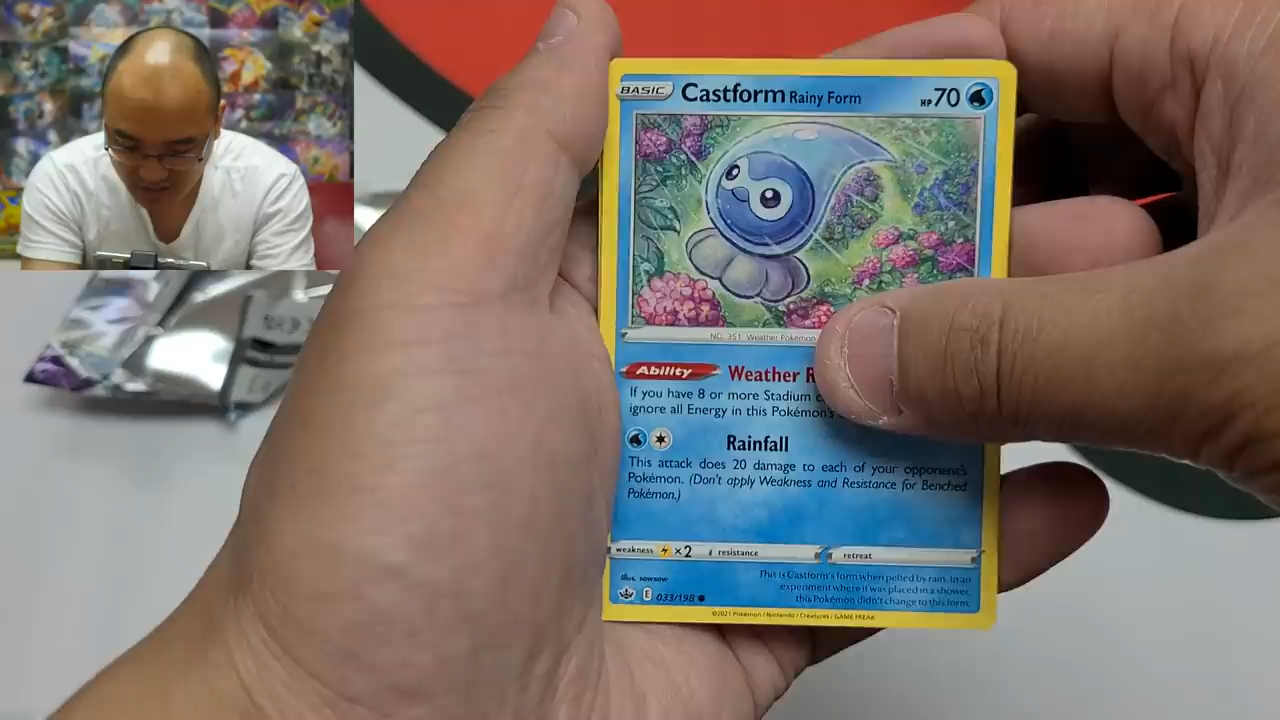 BASIC Castform Rainy Form HP 70
NO. 351 Weather Pokémon
Ability Weather R
If you have 8 or more Stadium c
ignore all Energy in this Pokémon's
Rainfall
This attack does 20 damage to each of your opponent's
Pokémon. (Don't apply Weakness and Resistance for Benched
Pokémon.)
weakness ×2 resistance retreat
Illus. sowsow
E 033/198
This is Castform's form when pelted by rain. In an
experiment where it was placed in a shower,
this Pokémon didn't change to this form.
©2021 Pokémon / Nintendo / Creatures / GAME FREAK